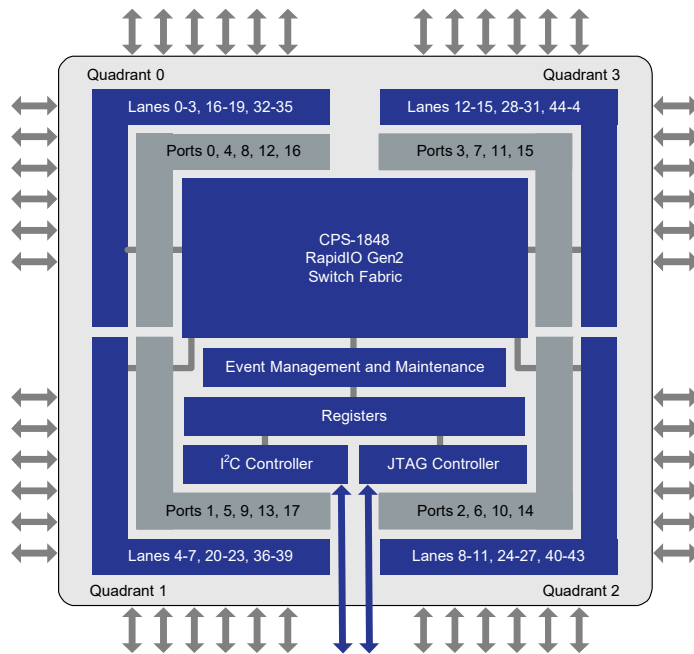 Quadrant 0
Quadrant 3
Lanes 0-3, 16-19, 32-35
Lanes 12-15, 28-31, 44-4
Ports 0, 4, 8, 12, 16
Ports 3, 7, 11, 15
CPS-1848
RapidIO Gen2
Switch Fabric
Event Management and Maintenance
Registers
I²C Controller
JTAG Controller
Ports 1, 5, 9, 13, 17
Ports 2, 6, 10, 14
Lanes 4-7, 20-23, 36-39
Lanes 8-11, 24-27, 40-43
Quadrant 1
Quadrant 2